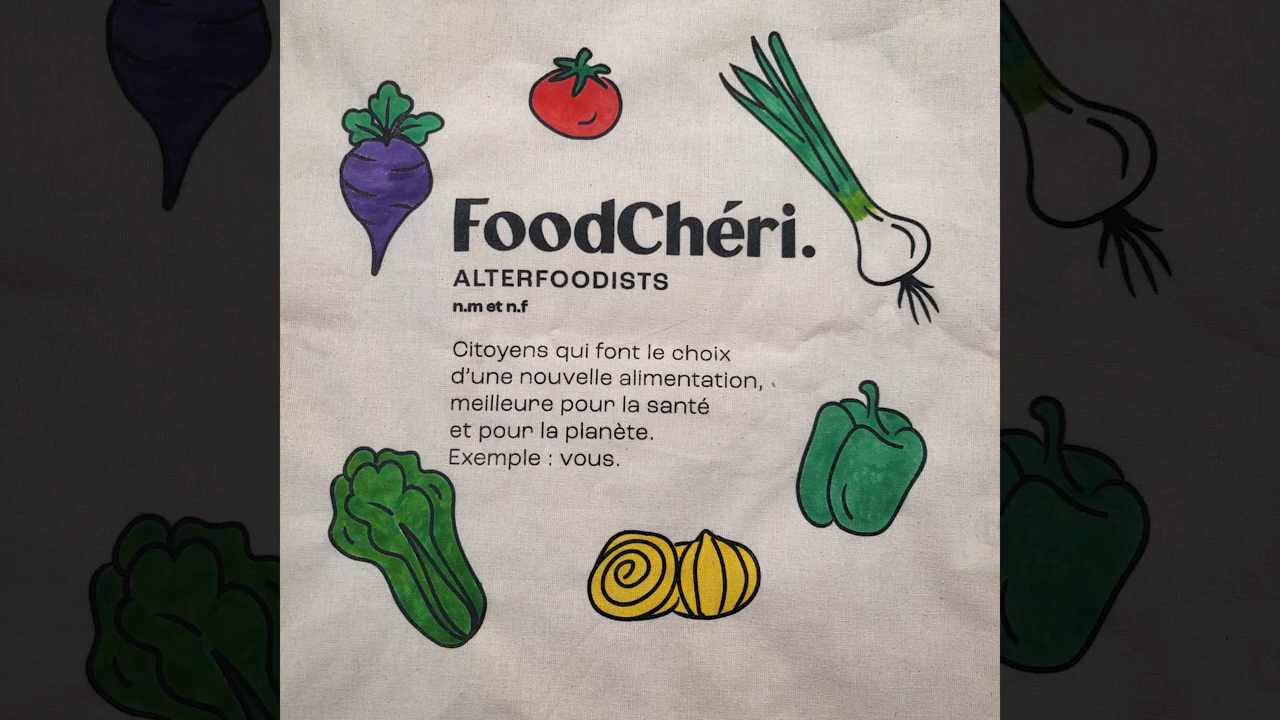 FoodChéri.
ALTERFOODISTS
n.m et n.f
Citoyens qui font le choix
d'une nouvelle alimentation,
meilleure pour la santé
et pour la planète.
Exemple : vous.